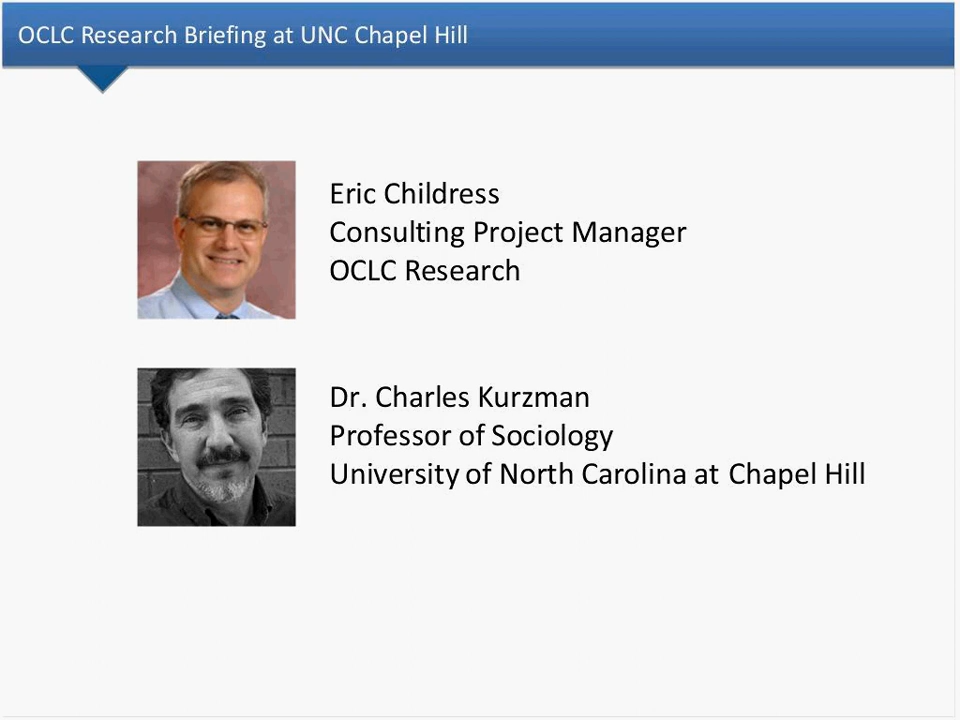 OCLC Research Briefing at UNC Chapel Hill
Eric Childress
Consulting Project Manager
OCLC Research
Dr. Charles Kurzman
Professor of Sociology
University of North Carolina at Chapel Hill